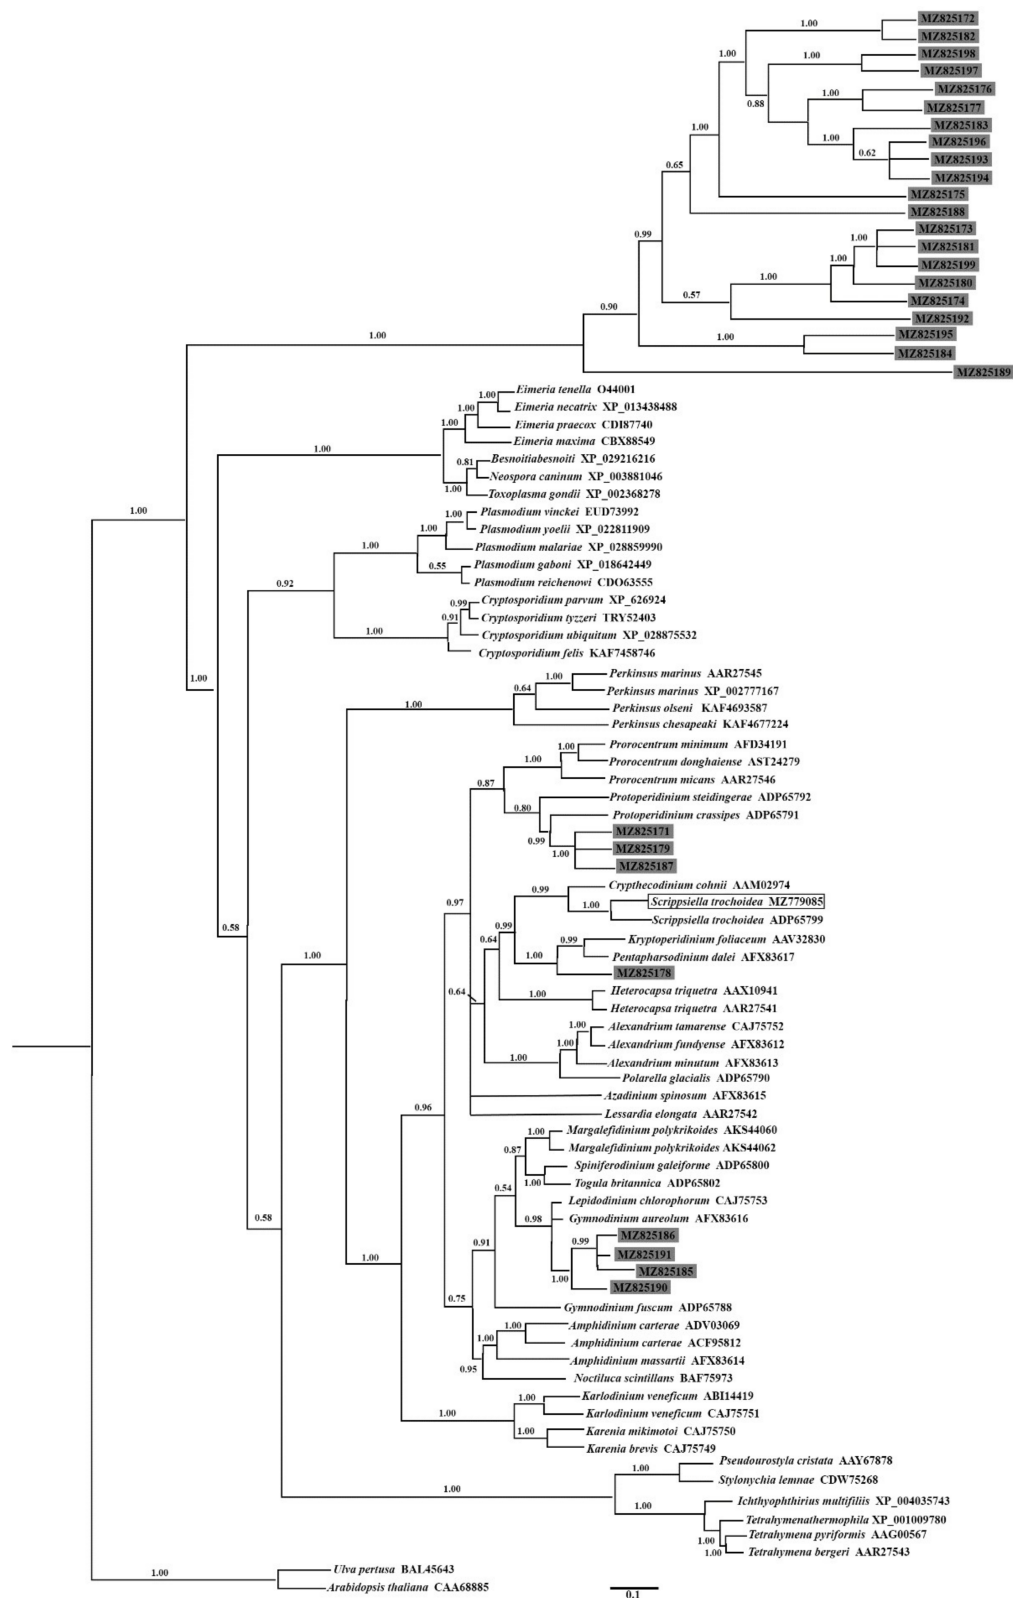 1.00
MZ825172
MZ825182
1.00
1.00
MZ825198
MZ825197
0.88
1.00
MZ825176
MZ825177
1.00
1.00
MZ825183
MZ825196
0.62
MZ825193
MZ825194
0.65
MZ825175
MZ825188
0.99
MZ825173
1.00
MZ825181
1.00
MZ825199
1.00
MZ825180
0.57
MZ825174
0.90
MZ825192
1.00
MZ825195
1.00
MZ825184
MZ825189
Eimeria tenella O44001
1.00
Eimeria necatrix XP_013438488
1.00
1.00
Eimeria praecox CDI87740
Eimeria maxima CBX88549
1.00
Besnoitiabesnoiti XP_029216216
0.81
Neospora caninum XP_003881046
1.00
Toxoplasma gondii XP_002368278
1.00
Plasmodium vinckei EUD73992
1.00
1.00
Plasmodium yoelii XP_022811909
1.00
Plasmodium malariae XP_028859990
0.55
Plasmodium gaboni XP_018642449
Plasmodium reichenowi CDO63555
0.92
0.99
Cryptosporidium parvum XP_626924
0.91
Cryptosporidium tyzzeri TRY52403
1.00
Cryptosporidium ubiquitum XP_028875532
Cryptosporidium felis KAF7458746
1.00
Perkinsus marinus AAR27545
1.00
0.64
Perkinsus marinus XP_002777167
1.00
Perkinsus olseni KAF4693587
Perkinsus chesapeaki KAF4677224
1.00
Prorocentrum minimum AFD34191
1.00
Prorocentrum donghaiense AST24279
0.87
Prorocentrum micans AAR27546
Protoperidinium steidingerae ADP65792
0.80
Protoperidinium crassipes ADP65791
MZ825171
0.99
MZ825179
1.00
MZ825187
0.99
Crypthecodinium cohnii AAM02974
0.97
1.00
Scrippsiella trochoidea MZ779085
0.58
0.99
Scrippsiella trochoidea ADP65799
0.64
0.99
Kryptoperidinium foliaceum AAV32830
1.00
1.00
Pentapharsodinium dalei AFX83617
MZ825178
0.64
1.00
Heterocapsa triquetra AAX10941
Heterocapsa triquetra AAR27541
1.00
Alexandrium tamarense CAJ75752
1.00
Alexandrium fundyense AFX83612
1.00
Alexandrium minutum AFX83613
Polarella glacialis ADP65790
Azadinium spinosum AFX83615
0.96
Lessardia elongata AAR27542
1.00
Margalefidinium polykrikoides AKS44060
0.87
Margalefidinium polykrikoides AKS44062
Spiniferodinium galeiforme ADP65800
1.00
Togula britannica ADP65802
0.54
Lepidodinium chlorophorum CAJ75753
0.98
Gymnodinium aureolum AFX83616
0.58
0.99
MZ825186
0.91
MZ825191
1.00
1.00
MZ825185
MZ825190
0.75
Gymnodinium fuscum ADP65788
1.00
Amphidinium carterae ADV03069
1.00
Amphidinium carterae ACF95812
0.95
Amphidinium massartii AFX83614
Noctiluca scintillans BAF75973
1.00
Karlodinium veneficum ABI14419
1.00
Karlodinium veneficum CAJ75751
1.00
Karenia mikimotoi CAJ75750
Karenia brevis CAJ75749
Pseudourostyla cristata AAY67878
1.00
Stylonychia lemnae CDW75268
1.00
1.00
Ichthyophthirius multifiliis XP_004035743
Tetrahymenathermophila XP_001009780
1.00
Tetrahymena pyriformis AAG00567
1.00
Tetrahymena bergeri AAR27543
1.00
Ulva pertusa BAL45643
Arabidopsis thaliana CAA68885
0.1